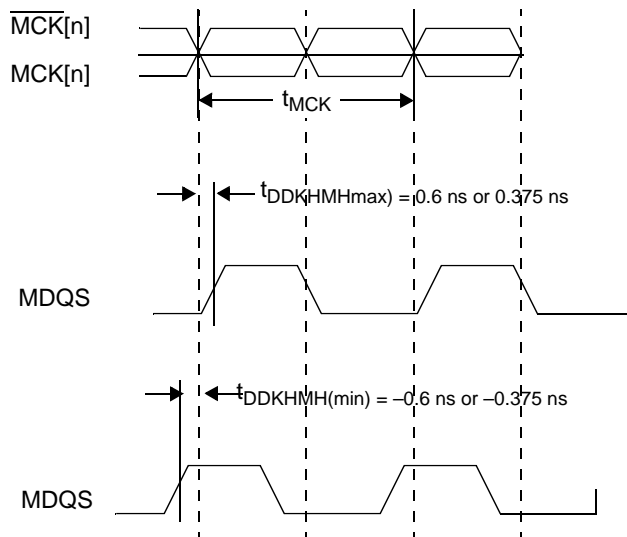 M̅C̅K̅[n]
MCK[n]
tMCK
tDDKHMHmax) = 0.6 ns or 0.375 ns
MDQS
tDDKHMH(min) = –0.6 ns or –0.375 ns
MDQS